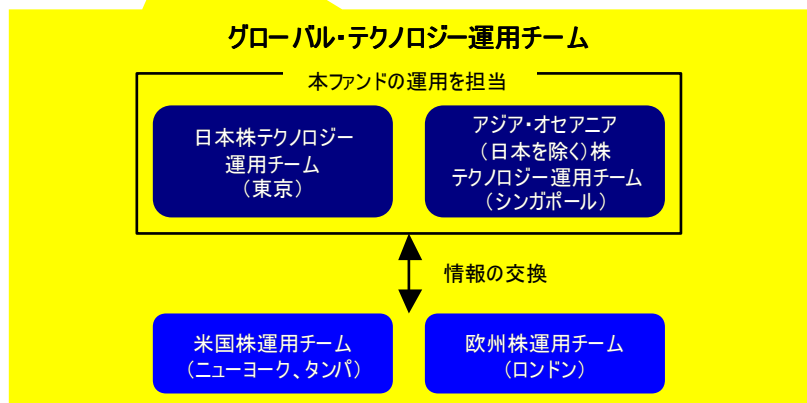 グローバル・テクノロジー運用チーム
本ファンドの運用を担当
日本株テクノロジー
運用チーム
（東京）
アジア・オセアニア
（日本を除く）株
テクノロジー運用チーム
（シンガポール）
情報の交換
米国株運用チーム
（ニューヨーク、タンパ）
欧州株運用チーム
（ロンドン）